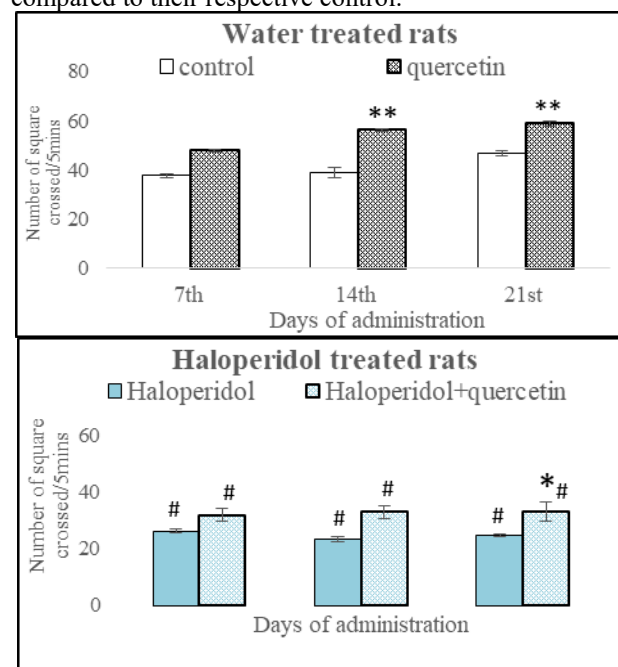 compared to their respective control.
Water treated rats
control quercetin
Number of square
crossed/5mins
80
60
40
20
0
** **
7th 14th 21st
Days of administration
Haloperidol treated rats
Haloperidol Haloperidol+quercetin
Number of square
crossed/5mins
60
40
20
0
# # # # # *#
Days of administration